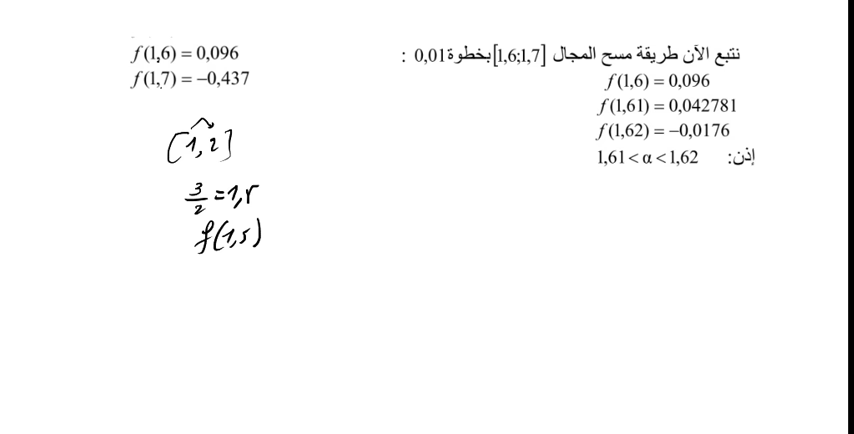 نتبع الآن طريقة مسح المجال [1,6;1,7] بخطوة 0,01 :
f(1,6) = 0,096
f(1,61) = 0,042781
f(1,62) = −0,0176
إذن: 1,61 < α < 1,62
f(1,6) = 0,096
f(1,7) = −0,437
[1,2]
3/2 = 1,5
f(1,5)